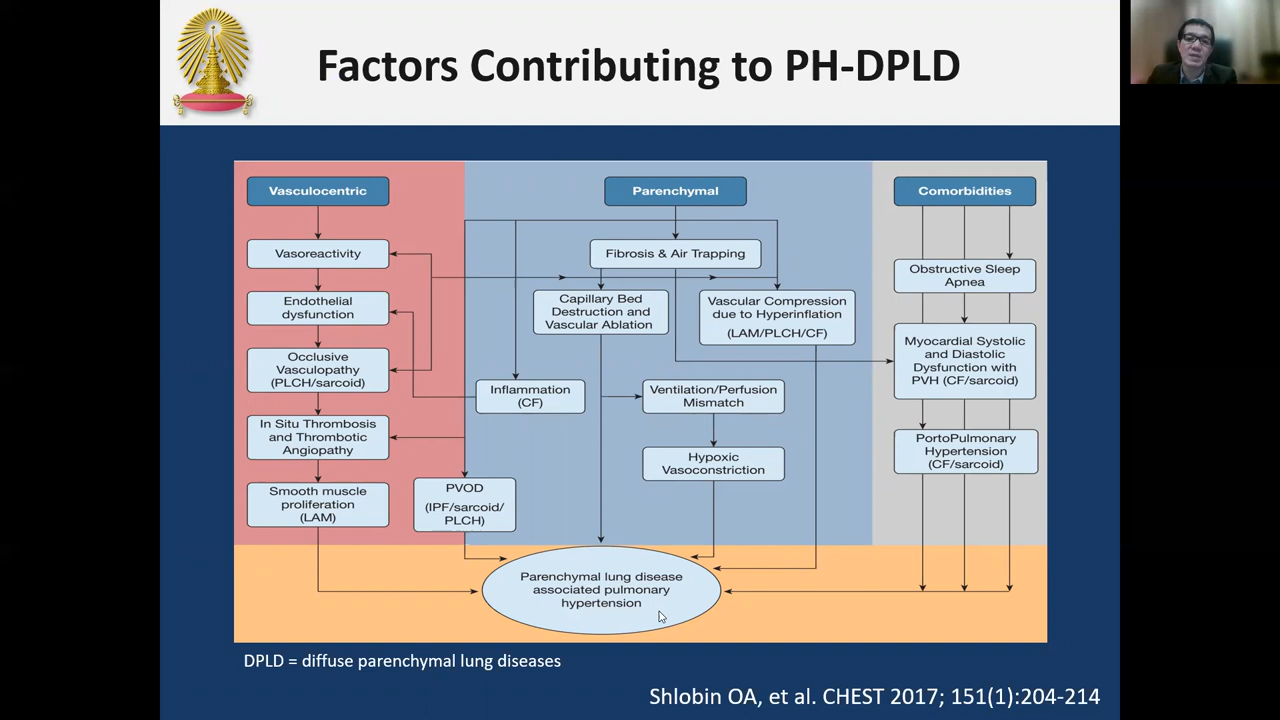 Factors Contributing to PH-DPLD
Vasculocentric
Parenchymal
Comorbidities
Vasoreactivity
Fibrosis & Air Trapping
Obstructive Sleep
Apnea
Endothelial
dysfunction
Capillary Bed
Destruction and
Vascular Ablation
Vascular Compression
due to Hyperinflation
(LAM/PLCH/CF)
Myocardial Systolic
and Diastolic
Dysfunction with
PVH (CF/sarcoid)
Occlusive
Vasculopathy
(PLCH/sarcoid)
Inflammation
(CF)
Ventilation/Perfusion
Mismatch
In Situ Thrombosis
and Thrombotic
Angiopathy
Hypoxic
Vasoconstriction
PortoPulmonary
Hypertension
(CF/sarcoid)
Smooth muscle
proliferation
(LAM)
PVOD
(IPF/sarcoid/
PLCH)
Parenchymal lung disease
associated pulmonary
hypertension
DPLD = diffuse parenchymal lung diseases
Shlobin OA, et al. CHEST 2017; 151(1):204-214